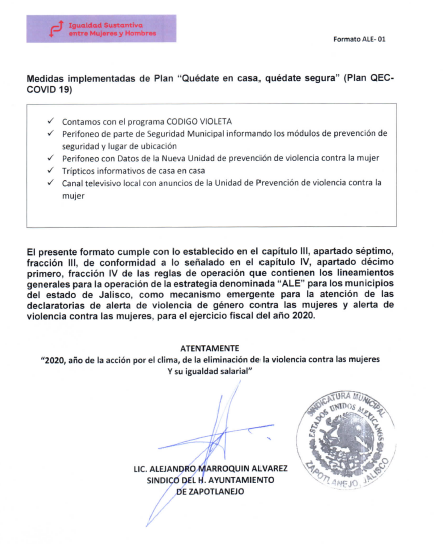 Igualdad Sustantiva
entre Mujeres y Hombres
Formato ALE- 01
Medidas implementadas de Plan “Quédate en casa, quédate segura” (Plan QEC-
COVID 19)
✓ Contamos con el programa CODIGO VIOLETA
✓ Perifoneo de parte de Seguridad Municipal informando los módulos de prevención de
seguridad y lugar de ubicación
✓ Perifoneo con Datos de la Nueva Unidad de prevención de violencia contra la mujer
✓ Trípticos informativos de casa en casa
✓ Canal televisivo local con anuncios de la Unidad de Prevención de violencia contra la
mujer
El presente formato cumple con lo establecido en el capítulo III, apartado séptimo,
fracción III, de conformidad a lo señalado en el capítulo IV, apartado décimo
primero, fracción IV de las reglas de operación que contienen los lineamientos
generales para la operación de la estrategia denominada “ALE” para los municipios
del estado de Jalisco, como mecanismo emergente para la atención de las
declaratorias de alerta de violencia de género contra las mujeres y alerta de
violencia contra las mujeres, para el ejercicio fiscal del año 2020.
ATENTAMENTE
“2020, año de la acción por el clima, de la eliminación de la violencia contra las mujeres
Y su igualdad salarial”
SINDICATURA MUNICIPAL
ESTADOS UNIDOS MEXICANOS
ZAPOTLANEJO, JALISCO
LIC. ALEJANDRO MARROQUIN ALVAREZ
SINDICO DEL H. AYUNTAMIENTO
DE ZAPOTLANEJO